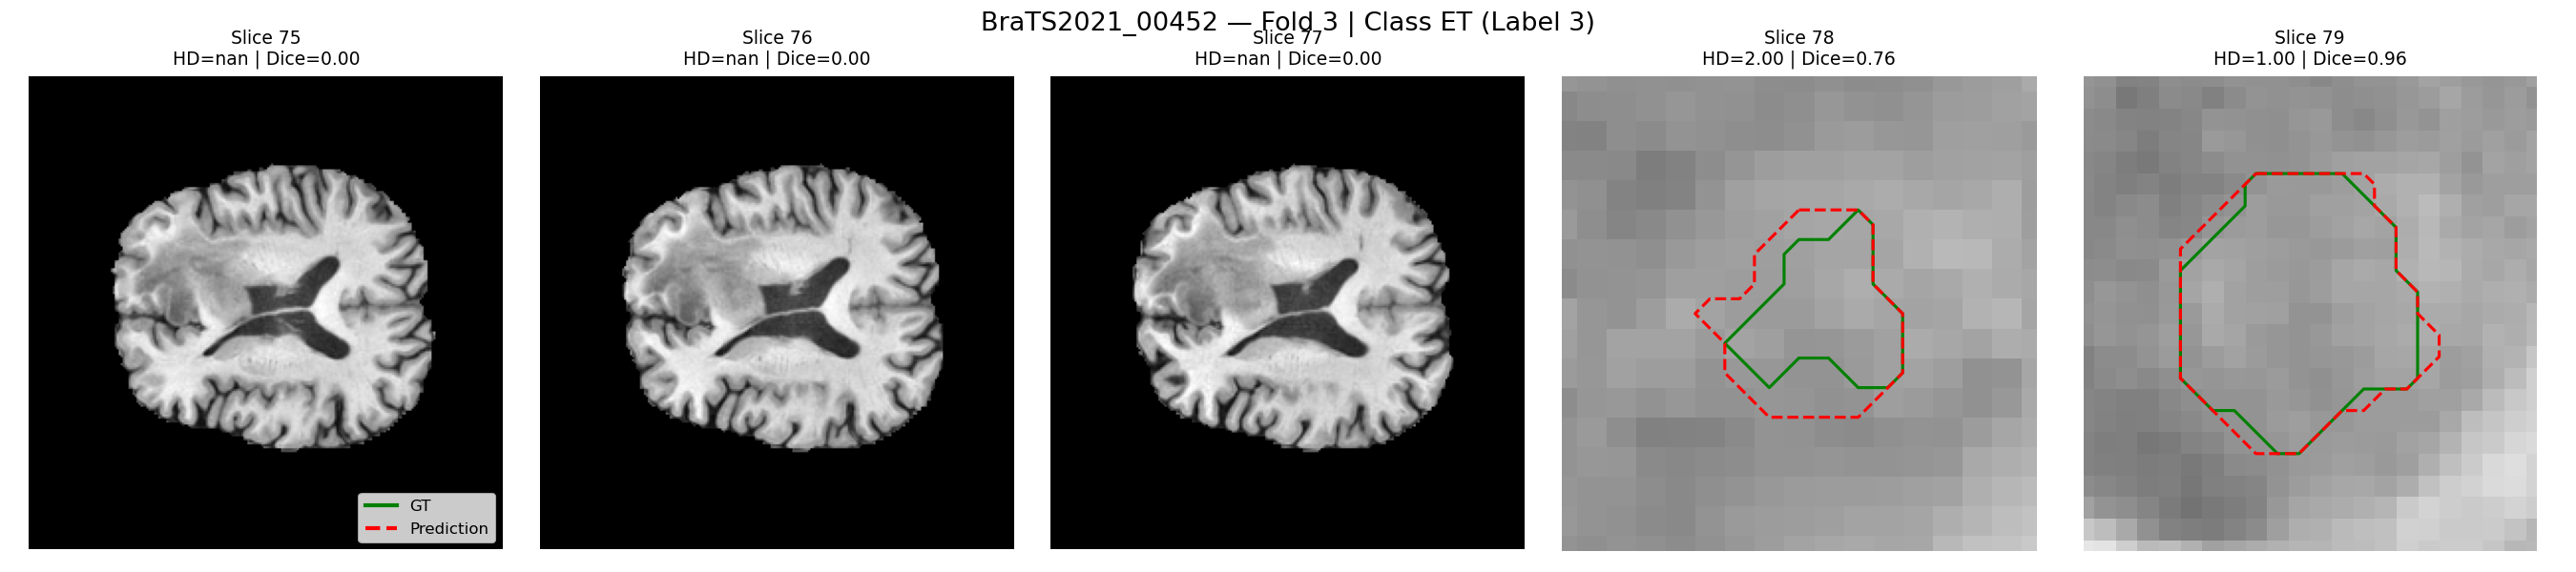 BraTS2021_00452 — Fold 3 | Class ET (Label 3)
Slice 75
HD=nan | Dice=0.00
Slice 76
HD=nan | Dice=0.00
Slice 77
HD=nan | Dice=0.00
Slice 78
HD=2.00 | Dice=0.76
Slice 79
HD=1.00 | Dice=0.96
GT
Prediction